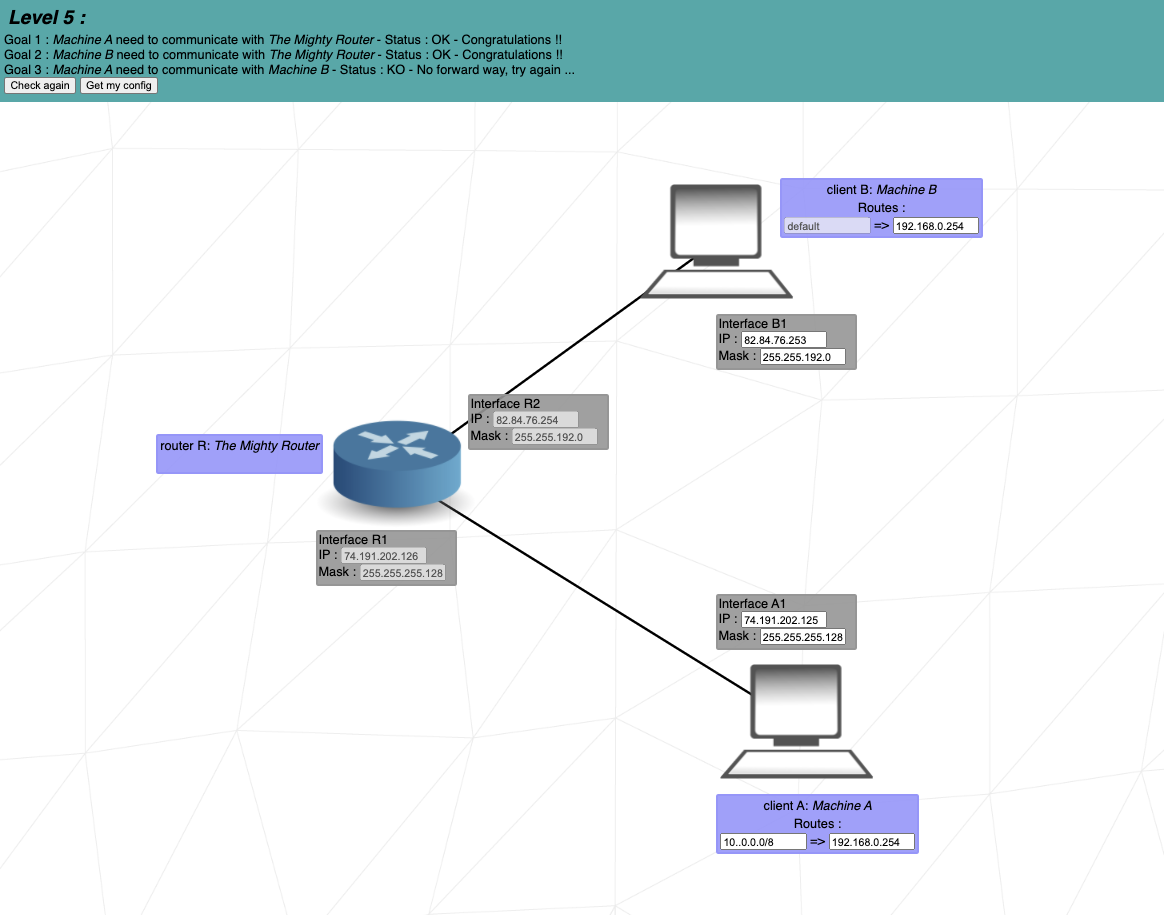 Level 5 :
Goal 1 : Machine A need to communicate with The Mighty Router - Status : OK - Congratulations !!
Goal 2 : Machine B need to communicate with The Mighty Router - Status : OK - Congratulations !!
Goal 3 : Machine A need to communicate with Machine B - Status : KO - No forward way, try again ...
Check again Get my config
client B: Machine B
Routes :
default => 192.168.0.254
Interface B1
IP : 82.84.76.253
Mask : 255.255.192.0
Interface R2
IP : 82.84.76.254
Mask : 255.255.192.0
router R: The Mighty Router
Interface R1
IP : 74.191.202.126
Mask : 255.255.255.128
Interface A1
IP : 74.191.202.125
Mask : 255.255.255.128
client A: Machine A
Routes :
10..0.0.0/8 => 192.168.0.254